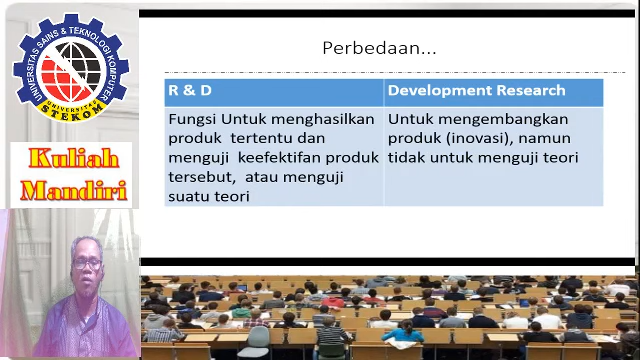 UNIVERSITAS SAINS & TEKNOLOGI KOMPUTER
UNIVERSITAS
STEKOM
Kuliah
Mandiri
Perbedaan...
R & D
Development Research
Fungsi Untuk menghasilkan
produk tertentu dan
menguji keefektifan produk
tersebut, atau menguji
suatu teori
Untuk mengembangkan
produk (inovasi), namun
tidak untuk menguji teori